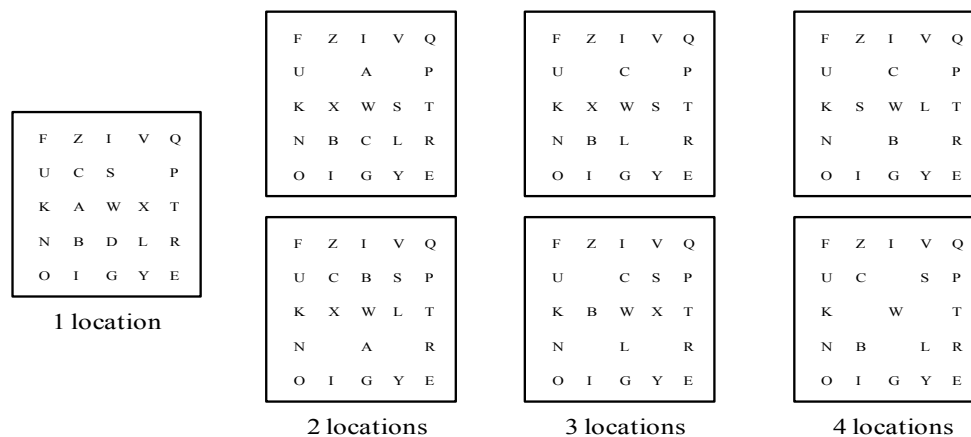 F Z I V Q
U C S P
K A W X T
N B D L R
O I G Y E
1 location
F Z I V Q
U A P
K X W S T
N B C L R
O I G Y E
F Z I V Q
U C B S P
K X W L T
N A R
O I G Y E
2 locations
F Z I V Q
U C P
K X W S T
N B L R
O I G Y E
F Z I V Q
U C S P
K B W X T
N L R
O I G Y E
3 locations
F Z I V Q
U C P
K S W L T
N B R
O I G Y E
F Z I V Q
U C S P
K W T
N B L R
O I G Y E
4 locations